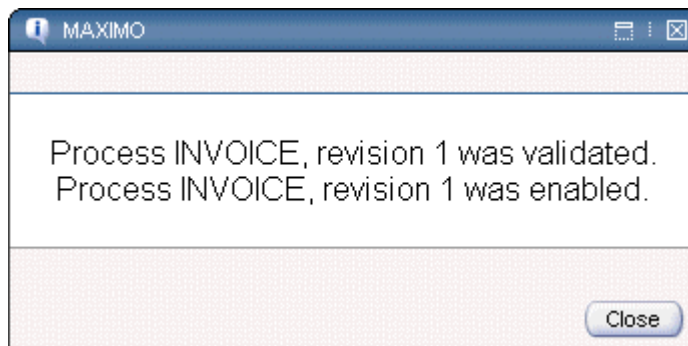 MAXIMO
Process INVOICE, revision 1 was validated.
Process INVOICE, revision 1 was enabled.
Close